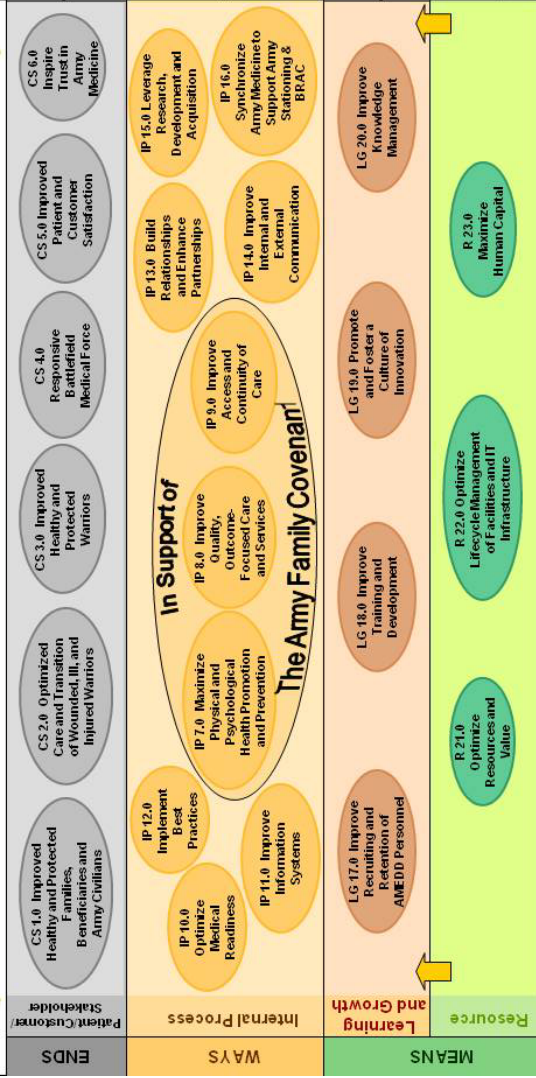 ENDS
Patient/Customer/
Stakeholder
CS 1.0 Improved
Healthy and Protected
Families,
Beneficiaries and
Army Civilians
CS 2.0 Optimized
Care and Transition
of Wounded, Ill, and
Injured Warriors
CS 3.0 Improved
Healthy and
Protected
Warriors
CS 4.0
Responsive
Battlefield
Medical Force
CS 5.0 Improved
Patient and
Customer
Satisfaction
CS 6.0
Inspire
Trust in
Army
Medicine
WAYS
Internal Process
IP 10.0
Optimize
Medical
Readiness
IP 12.0
Implement
Best
Practices
IP 11.0 Improve
Information
Systems
In Support of
IP 7.0 Maximize
Physical and
Psychological
Health Promotion
and Prevention
IP 8.0 Improve
Quality,
Outcome-
Focused Care
and Services
IP 9.0 Improve
Access and
Continuity of
Care
The Army Family Covenant
IP 13.0 Build
Relationships
and Enhance
Partnerships
IP 14.0 Improve
Internal and
External
Communication
IP 15.0 Leverage
Research,
Development and
Acquisition
IP 16.0
Synchronize
Army Medicine to
Support Army
Stationing &
BRAC
MEANS
Learning
and Growth
LG 17.0 Improve
Recruiting and
Retention of
AMEDD Personnel
LG 18.0 Improve
Training and
Development
LG 19.0 Promote
and Foster a
Culture of
Innovation
LG 20.0 Improve
Knowledge
Management
Resource
R 21.0
Optimize
Resources and
Value
R 22.0 Optimize
Lifecycle Management
of Facilities and IT
Infrastructure
R 23.0
Maximize
Human Capital